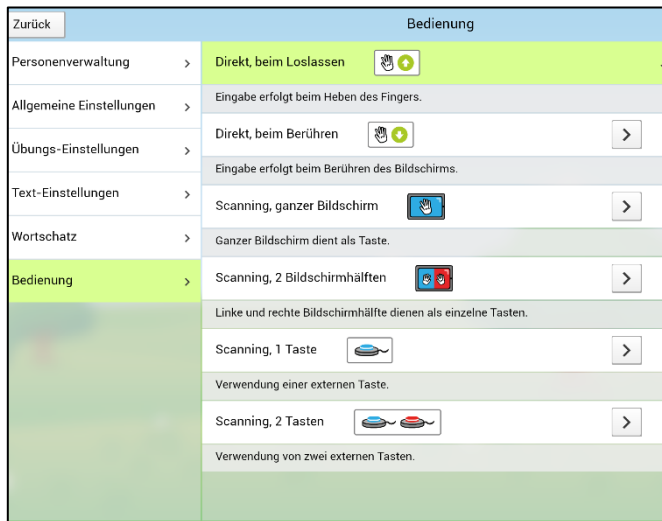 Zurück
Bedienung
Personenverwaltung
Allgemeine Einstellungen
Übungs-Einstellungen
Text-Einstellungen
Wortschatz
Bedienung
Direkt, beim Loslassen
Eingabe erfolgt beim Heben des Fingers.
Direkt, beim Berühren
Eingabe erfolgt beim Berühren des Bildschirms.
Scanning, ganzer Bildschirm
Ganzer Bildschirm dient als Taste.
Scanning, 2 Bildschirmhälften
Linke und rechte Bildschirmhälfte dienen als einzelne Tasten.
Scanning, 1 Taste
Verwendung einer externen Taste.
Scanning, 2 Tasten
Verwendung von zwei externen Tasten.